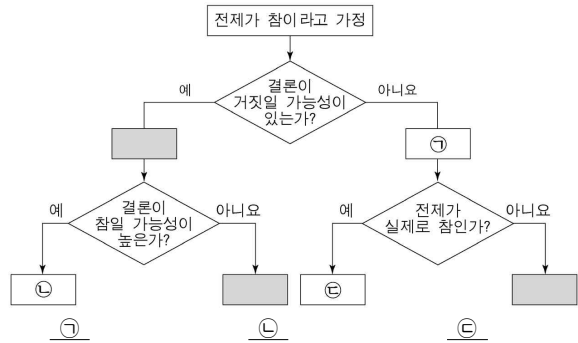 전제가 참이라고 가정
결론이
거짓일 가능성이
있는가?
예
아니요
㉠
결론이
참일 가능성이
높은가?
예
아니요
전제가
실제로 참인가?
예
아니요
㉡
㉢
㉠ ㉡ ㉢